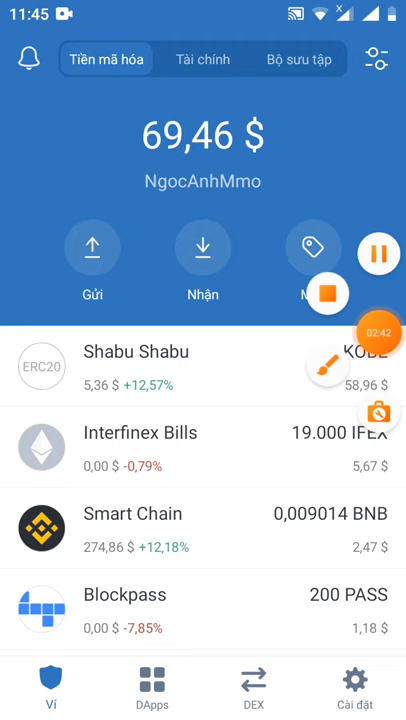 11:45
Tiền mã hóa Tài chính Bộ sưu tập
69,46 $
NgocAnhMmo
Gửi Nhận
02:42
Shabu Shabu KOBE
ERC20
5,36 $ +12,57% 58,96 $
Interfinex Bills 19.000 IFEX
0,00 $ -0,79% 5,67 $
Smart Chain 0,009014 BNB
274,86 $ +12,18% 2,47 $
Blockpass 200 PASS
0,00 $ -7,85% 1,18 $
Ví DApps DEX Cài đặt